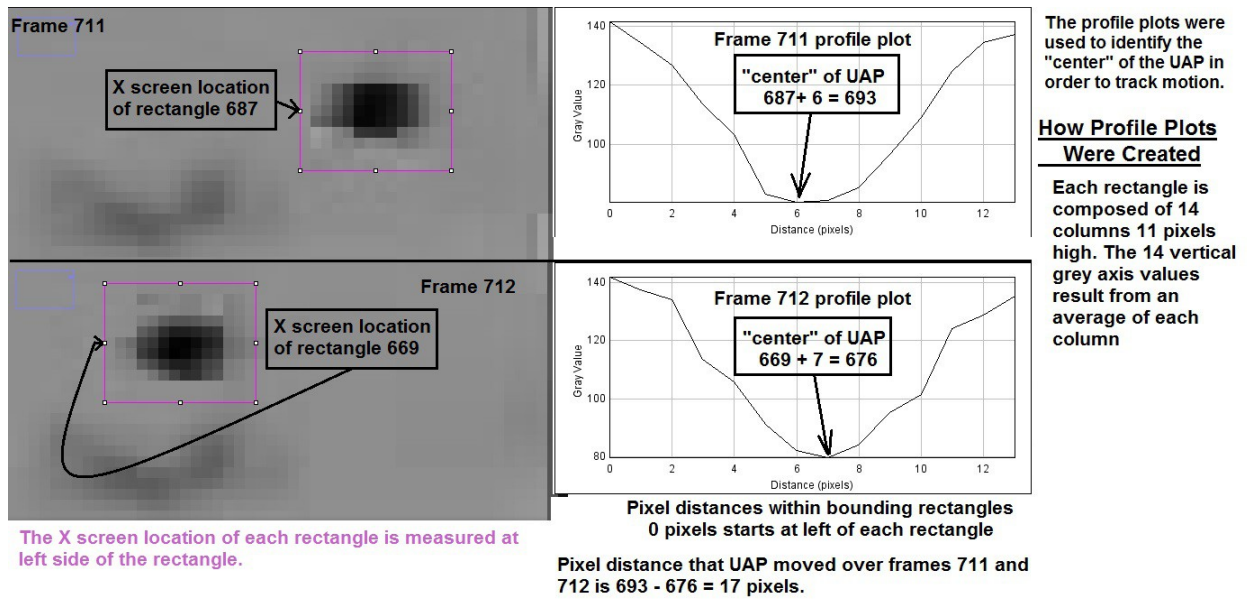 Frame 711
X screen location
of rectangle 687
140
120
100
Gray Value
Frame 711 profile plot
"center" of UAP
687+ 6 = 693
0 2 4 6 8 10 12
Distance (pixels)
The profile plots were
used to identify the
"center" of the UAP in
order to track motion.
How Profile Plots
Were Created
Each rectangle is
composed of 14
columns 11 pixels
high. The 14 vertical
grey axis values
result from an
average of each
column
Frame 712
X screen location
of rectangle 669
140
120
100
80
Gray Value
Frame 712 profile plot
"center" of UAP
669 + 7 = 676
0 2 4 6 8 10 12
Distance (pixels)
The X screen location of each rectangle is measured at
left side of the rectangle.
Pixel distances within bounding rectangles
0 pixels starts at left of each rectangle
Pixel distance that UAP moved over frames 711 and
712 is 693 - 676 = 17 pixels.